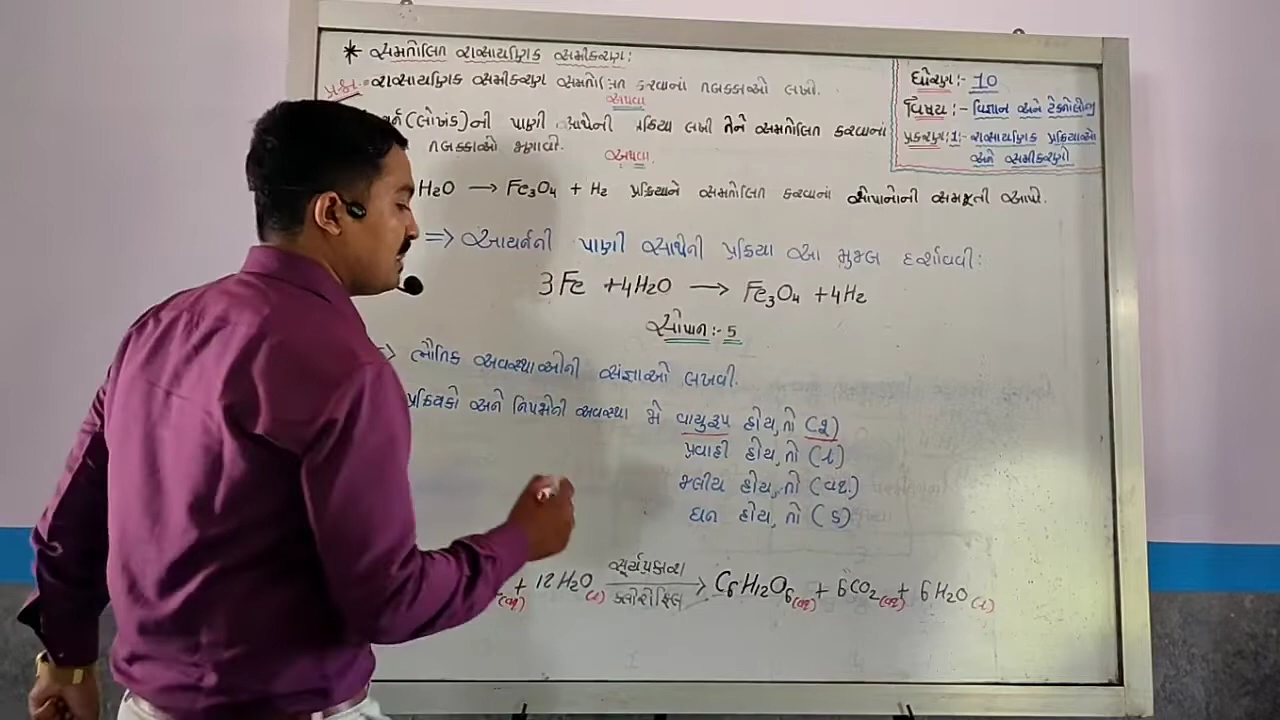 * સમતોલિત રાસાયણિક સમીકરણ:
પ્રશ્ન:- રાસાયણિક સમીકરણ સમતોલિત કરવાનાં તબક્કાઓ લખો.
અથવા
(લોખંડ)ની પાણી સાથેની પ્રક્રિયા લખી તેને સમતોલિત કરવાનાં
તબક્કાઓ જણાવો.
અથવા
H2O → Fe3O4 + H2 પ્રક્રિયાને સમતોલિત કરવાનાં સોપાનોની સમજૂતી આપો.
ધોરણ:- 10
વિષય:- વિજ્ઞાન અને ટેકનોલોજી
પ્રકરણ:1:- રાસાયણિક પ્રક્રિયાઓ
અને સમીકરણો
⇒ આયર્નની પાણી સાથેની પ્રક્રિયા આ મુજબ દર્શાવવી:
3Fe + 4H2O → Fe3O4 + 4H2
સોપાન:- 5
ભૌતિક અવસ્થાઓની સંજ્ઞાઓ લખવી.
પ્રક્રિયકો અને નિપજોની અવસ્થા જો વાયુરૂપ હોય,તો (g)
પ્રવાહી હોય,તો (l)
જલીય હોય,તો (aq.)
ઘન હોય,તો (s)
(aq) + 12H2O(l) સૂર્યપ્રકાશ → C6H12O6(aq) + 6CO2(aq) + 6H2O(l)
ક્લોરોફિલ